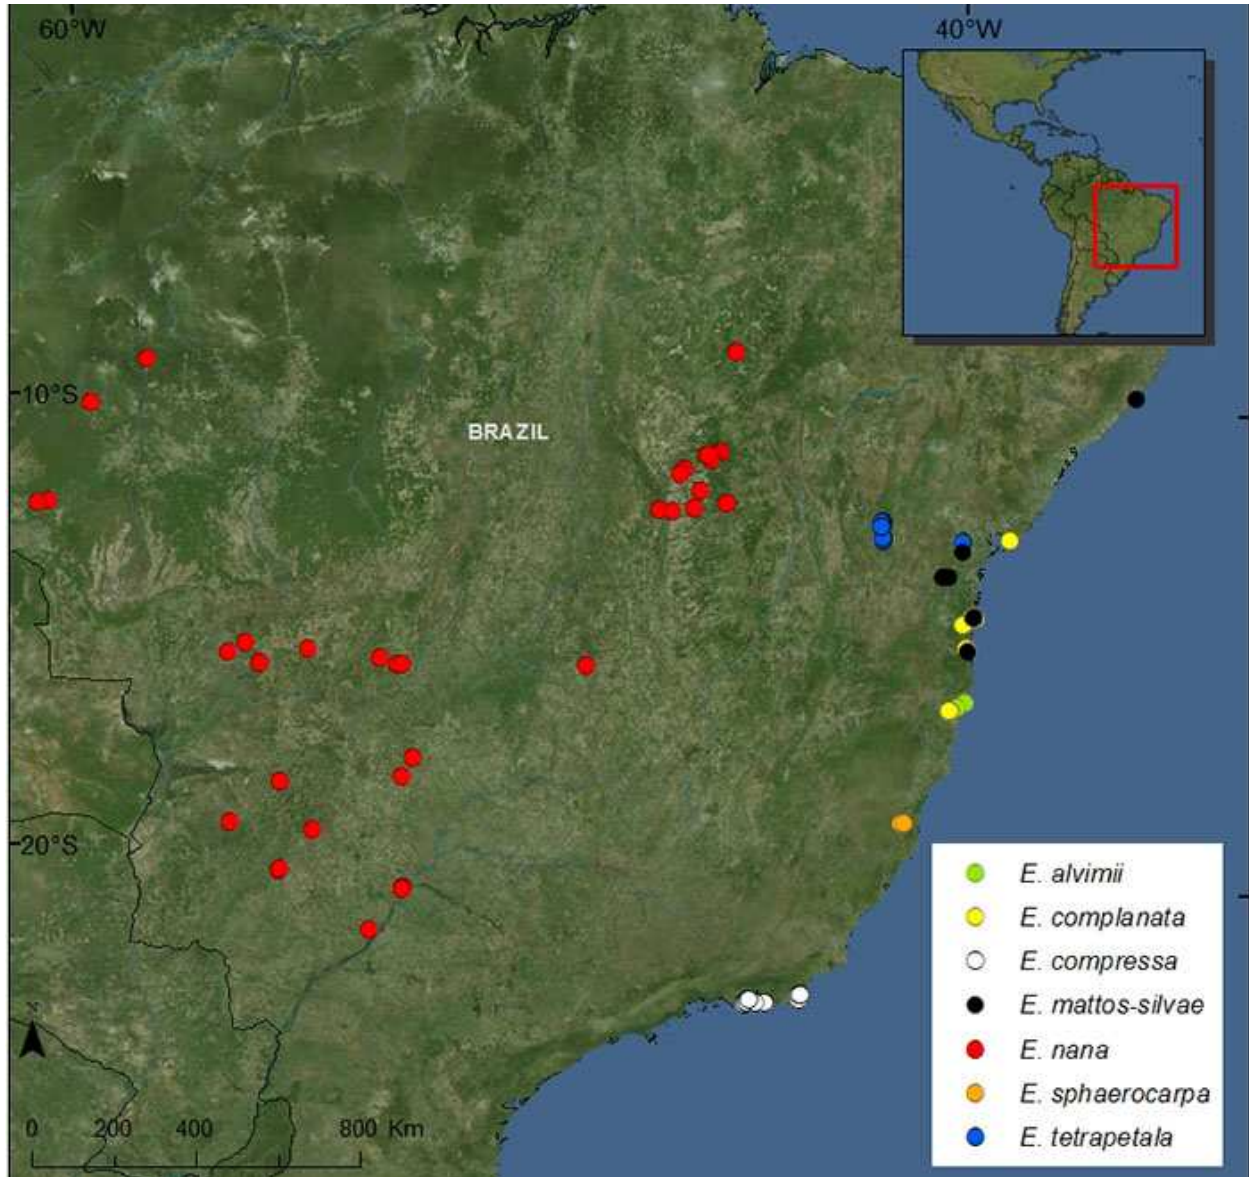 60°W
40°W
10°S
BRAZIL
20°S
E. alvimii
E. complanata
E. compressa
E. mattos-silvae
E. nana
E. sphaerocarpa
E. tetrapetala
N
0 200 400 800 Km